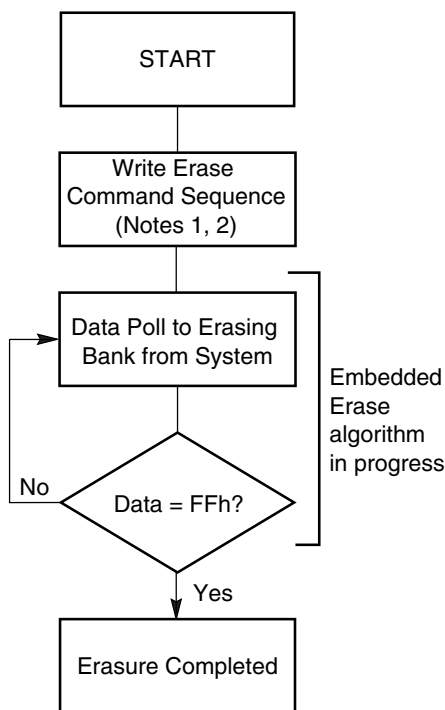 START
Write Erase
Command Sequence
(Notes 1, 2)
Data Poll to Erasing
Bank from System
Embedded
Erase
algorithm
in progress
No
Data = FFh?
Yes
Erasure Completed